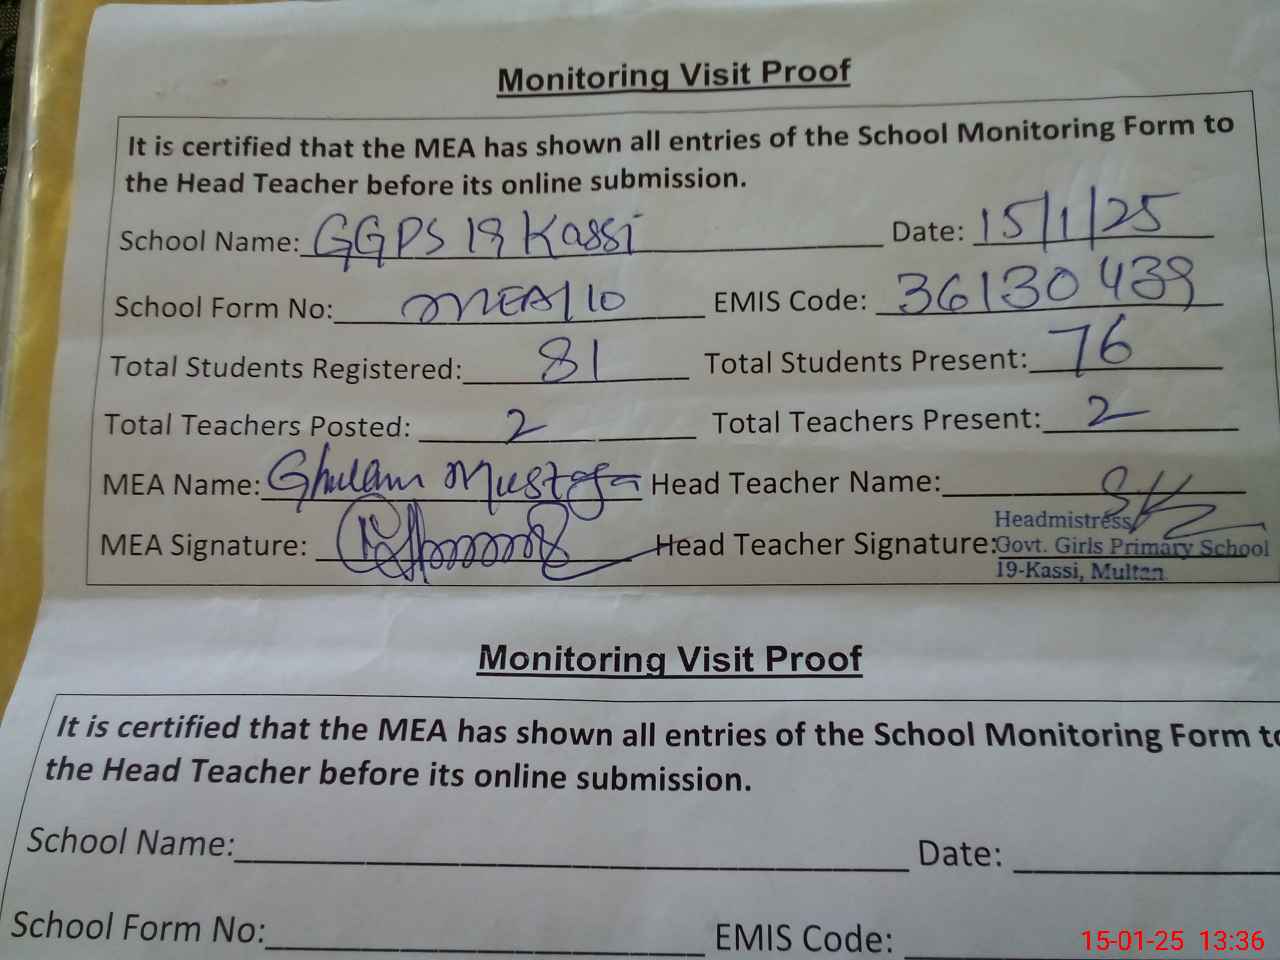 Monitoring Visit Proof
It is certified that the MEA has shown all entries of the School Monitoring Form to
the Head Teacher before its online submission.
School Name: GGPS 19 Kassi Date: 15/1/25
School Form No: MEA/10 EMIS Code: 36130439
Total Students Registered: 81 Total Students Present: 76
Total Teachers Posted: 2 Total Teachers Present: 2
MEA Name: Ghulam Mustafa Head Teacher Name:
MEA Signature: Head Teacher Signature:
Headmistress
Govt. Girls Primary School
19-Kassi, Multan
Monitoring Visit Proof
It is certified that the MEA has shown all entries of the School Monitoring Form to
the Head Teacher before its online submission.
School Name: Date:
School Form No: EMIS Code:
15-01-25 13:36